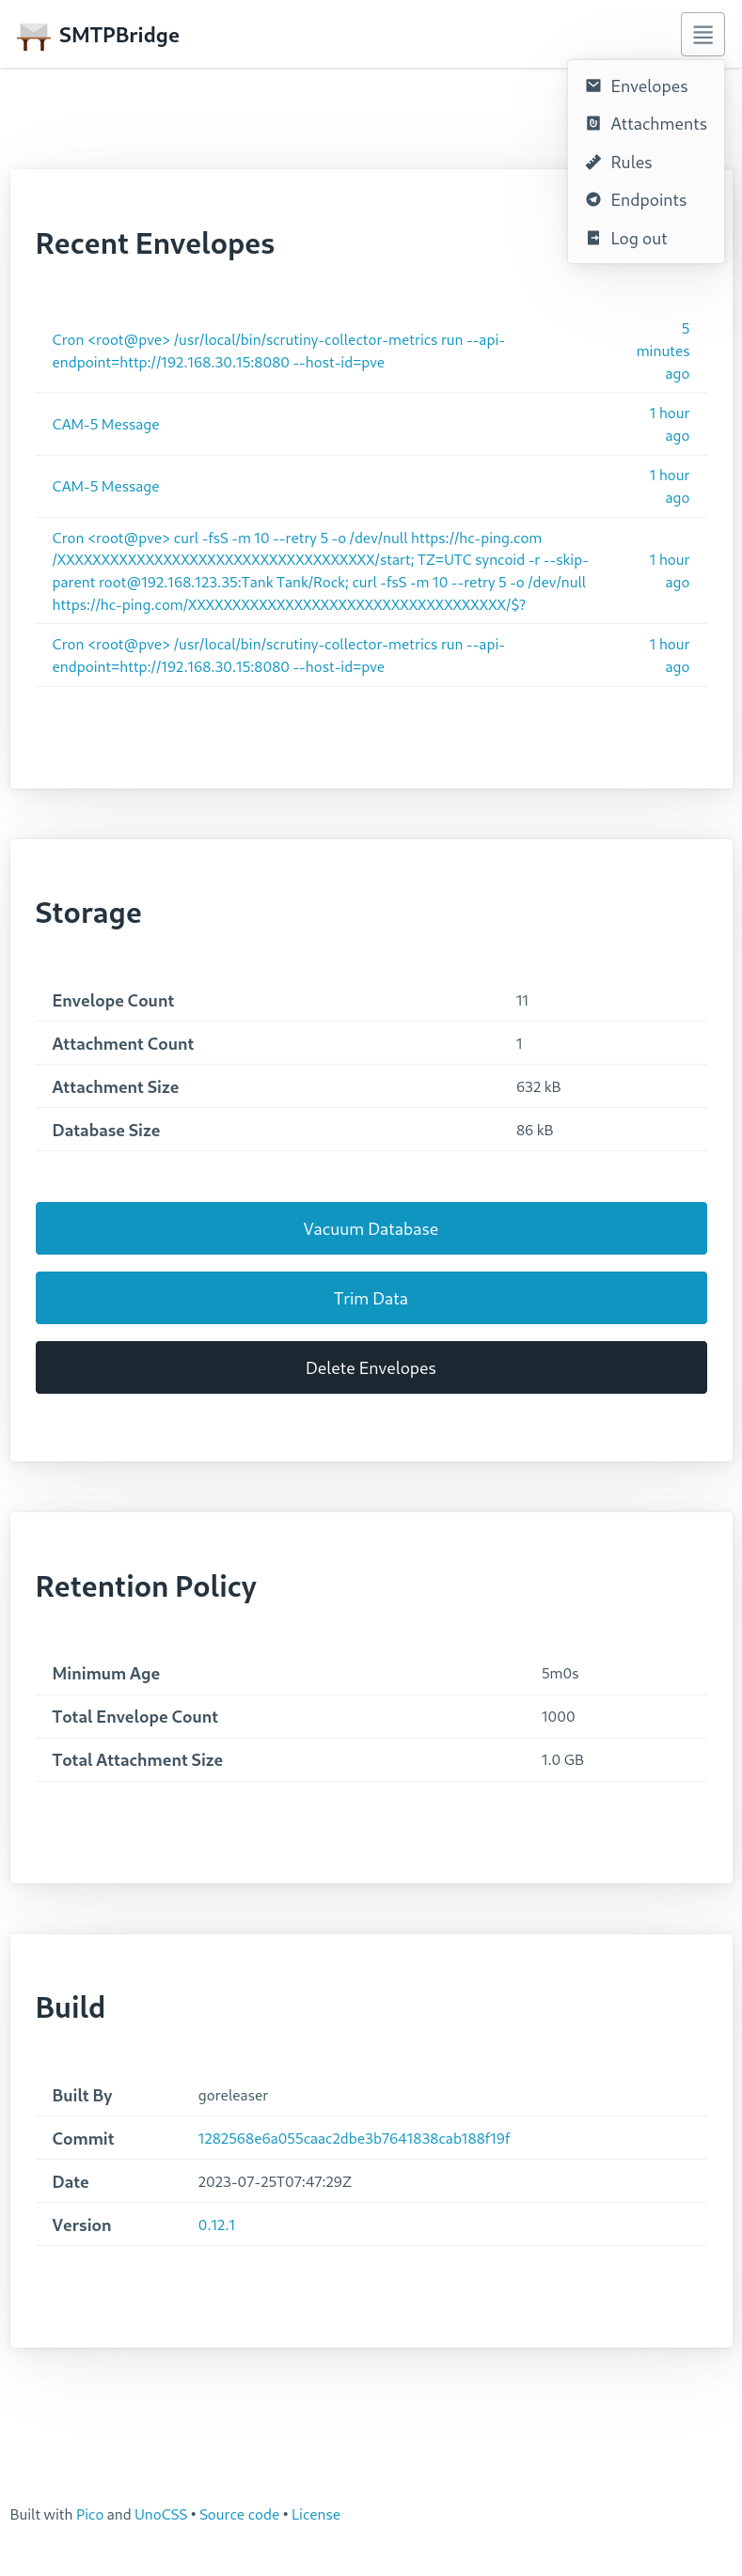 SMTPBridge
Envelopes
Attachments
Rules
Endpoints
Log out
Recent Envelopes
Cron <root@pve> /usr/local/bin/scrutiny-collector-metrics run --api-
endpoint=http://192.168.30.15:8080 --host-id=pve
5
minutes
ago
CAM-5 Message
1 hour
ago
CAM-5 Message
1 hour
ago
Cron <root@pve> curl -fsS -m 10 --retry 5 -o /dev/null https://hc-ping.com
/XXXXXXXXXXXXXXXXXXXXXXXXXXXXXXXXXXXX/start; TZ=UTC syncoid -r --skip-
parent root@192.168.123.35:Tank Tank/Rock; curl -fsS -m 10 --retry 5 -o /dev/null
https://hc-ping.com/XXXXXXXXXXXXXXXXXXXXXXXXXXXXXXXXXXXX/$?
1 hour
ago
Cron <root@pve> /usr/local/bin/scrutiny-collector-metrics run --api-
endpoint=http://192.168.30.15:8080 --host-id=pve
1 hour
ago
Storage
Envelope Count 11
Attachment Count 1
Attachment Size 632 kB
Database Size 86 kB
Vacuum Database
Trim Data
Delete Envelopes
Retention Policy
Minimum Age 5m0s
Total Envelope Count 1000
Total Attachment Size 1.0 GB
Build
Built By goreleaser
Commit 1282568e6a055caac2dbe3b7641838cab188f19f
Date 2023-07-25T07:47:29Z
Version 0.12.1
Built with Pico and UnoCSS • Source code • License